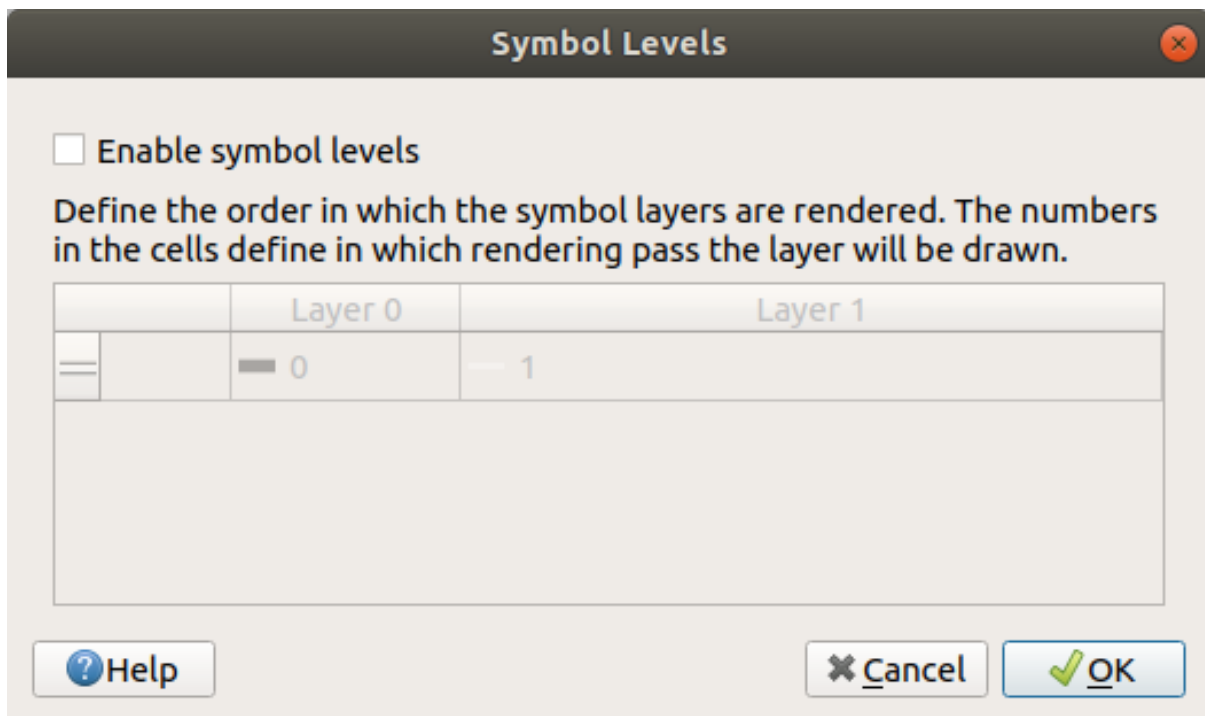 Symbol Levels
Enable symbol levels
Define the order in which the symbol layers are rendered. The numbers
in the cells define in which rendering pass the layer will be drawn.
Layer 0 Layer 1
0 1
Help Cancel OK